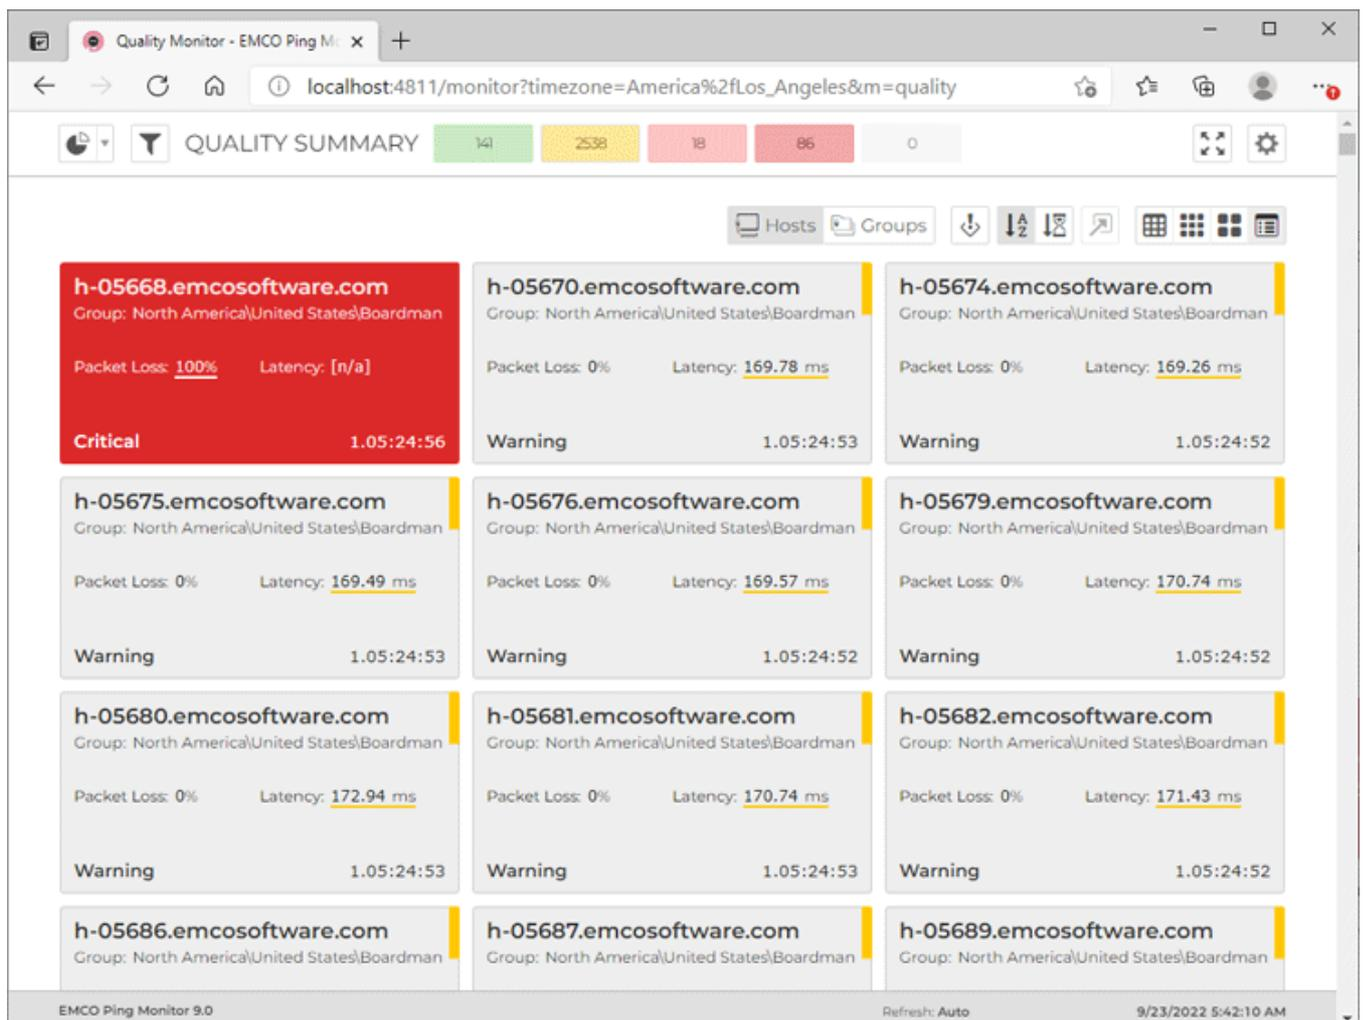 Quality Monitor - EMCO Ping Mo
localhost:4811/monitor?timezone=America%2fLos_Angeles&m=quality
QUALITY SUMMARY 141 2538 18 86 0
Hosts Groups
h-05668.emcosoftware.com h-05670.emcosoftware.com h-05674.emcosoftware.com
Group: North America\United States\Boardman Group: North America\United States\Boardman Group: North America\United States\Boardman
Packet Loss: 100% Latency: [n/a] Packet Loss: 0% Latency: 169.78 ms Packet Loss: 0% Latency: 169.26 ms
Critical 1.05:24:56 Warning 1.05:24:53 Warning 1.05:24:52
h-05675.emcosoftware.com h-05676.emcosoftware.com h-05679.emcosoftware.com
Group: North America\United States\Boardman Group: North America\United States\Boardman Group: North America\United States\Boardman
Packet Loss: 0% Latency: 169.49 ms Packet Loss: 0% Latency: 169.57 ms Packet Loss: 0% Latency: 170.74 ms
Warning 1.05:24:53 Warning 1.05:24:52 Warning 1.05:24:52
h-05680.emcosoftware.com h-05681.emcosoftware.com h-05682.emcosoftware.com
Group: North America\United States\Boardman Group: North America\United States\Boardman Group: North America\United States\Boardman
Packet Loss: 0% Latency: 172.94 ms Packet Loss: 0% Latency: 170.74 ms Packet Loss: 0% Latency: 171.43 ms
Warning 1.05:24:53 Warning 1.05:24:53 Warning 1.05:24:52
h-05686.emcosoftware.com h-05687.emcosoftware.com h-05689.emcosoftware.com
Group: North America\United States\Boardman Group: North America\United States\Boardman Group: North America\United States\Boardman
EMCO Ping Monitor 9.0 Refresh: Auto 9/23/2022 5:42:10 AM